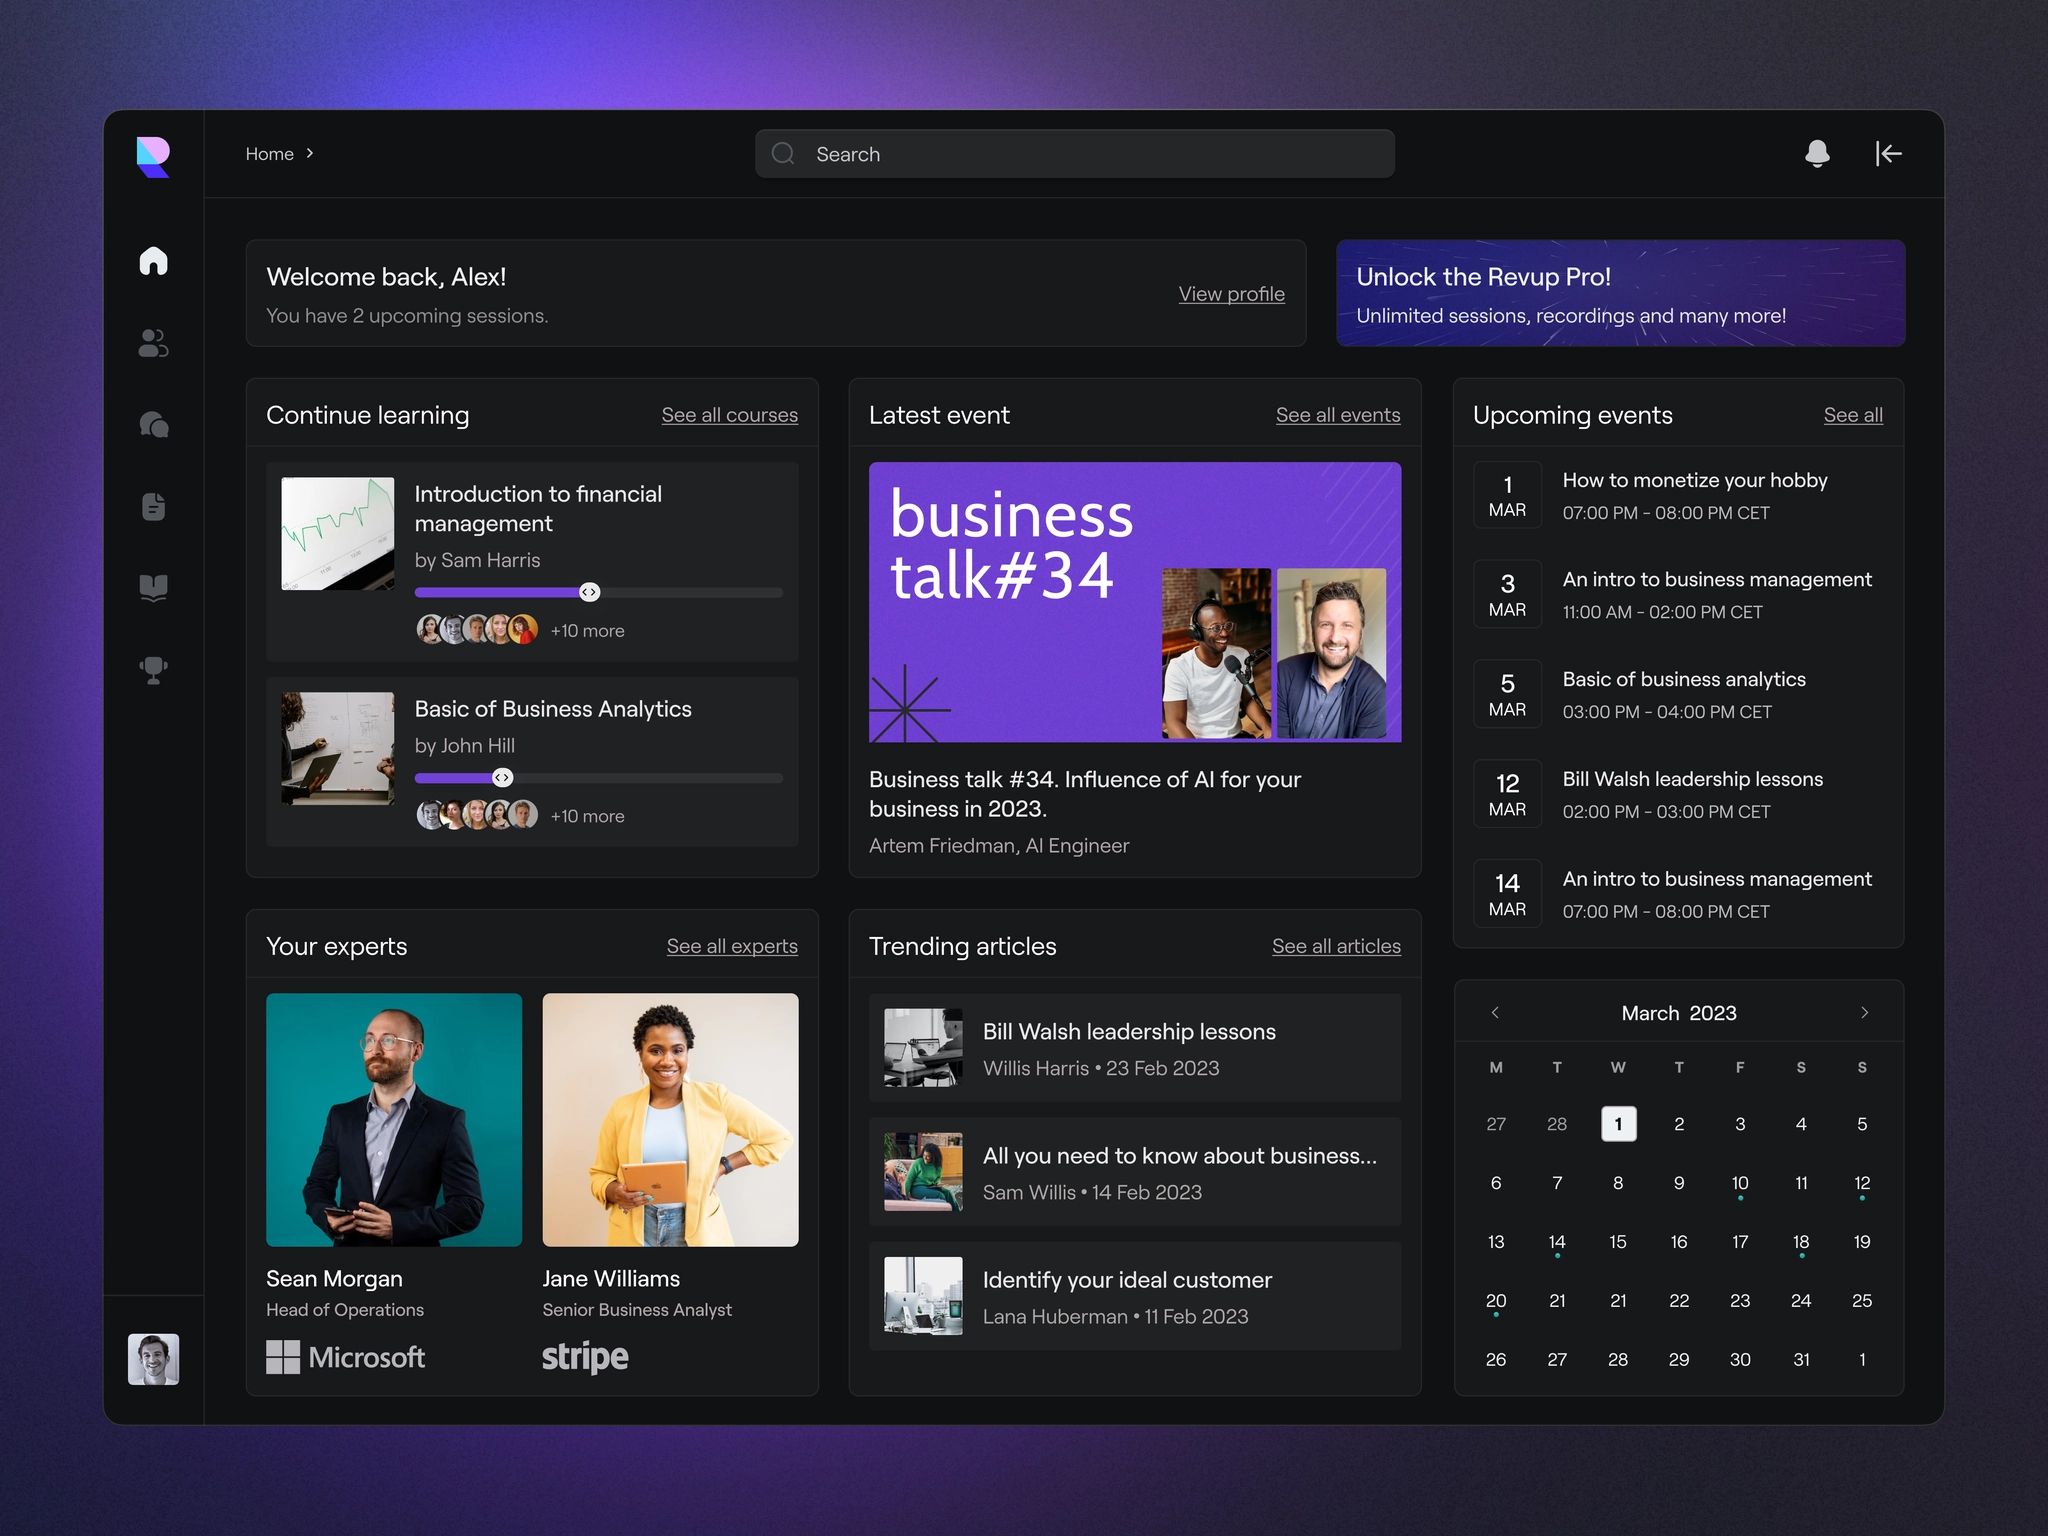 Home
Search
Welcome back, Alex!
You have 2 upcoming sessions.
View profile
Unlock the Revup Pro!
Unlimited sessions, recordings and many more!
Continue learning
See all courses
Introduction to financial
management
by Sam Harris
+10 more
Basic of Business Analytics
by John Hill
+10 more
Latest event
See all events
business
talk#34
Business talk #34. Influence of AI for your
business in 2023.
Artem Friedman, AI Engineer
Upcoming events
See all
1
MAR
How to monetize your hobby
07:00 PM - 08:00 PM CET
3
MAR
An intro to business management
11:00 AM - 02:00 PM CET
5
MAR
Basic of business analytics
03:00 PM - 04:00 PM CET
12
MAR
Bill Walsh leadership lessons
02:00 PM - 03:00 PM CET
14
MAR
An intro to business management
07:00 PM - 08:00 PM CET
Your experts
See all experts
Sean Morgan
Head of Operations
Microsoft
Jane Williams
Senior Business Analyst
stripe
Trending articles
See all articles
Bill Walsh leadership lessons
Willis Harris • 23 Feb 2023
All you need to know about business...
Sam Willis • 14 Feb 2023
Identify your ideal customer
Lana Huberman • 11 Feb 2023
March 2023
M T W T F S S
27 28 1 2 3 4 5
6 7 8 9 10 11 12
13 14 15 16 17 18 19
20 21 21 22 23 24 25
26 27 28 29 30 31 1